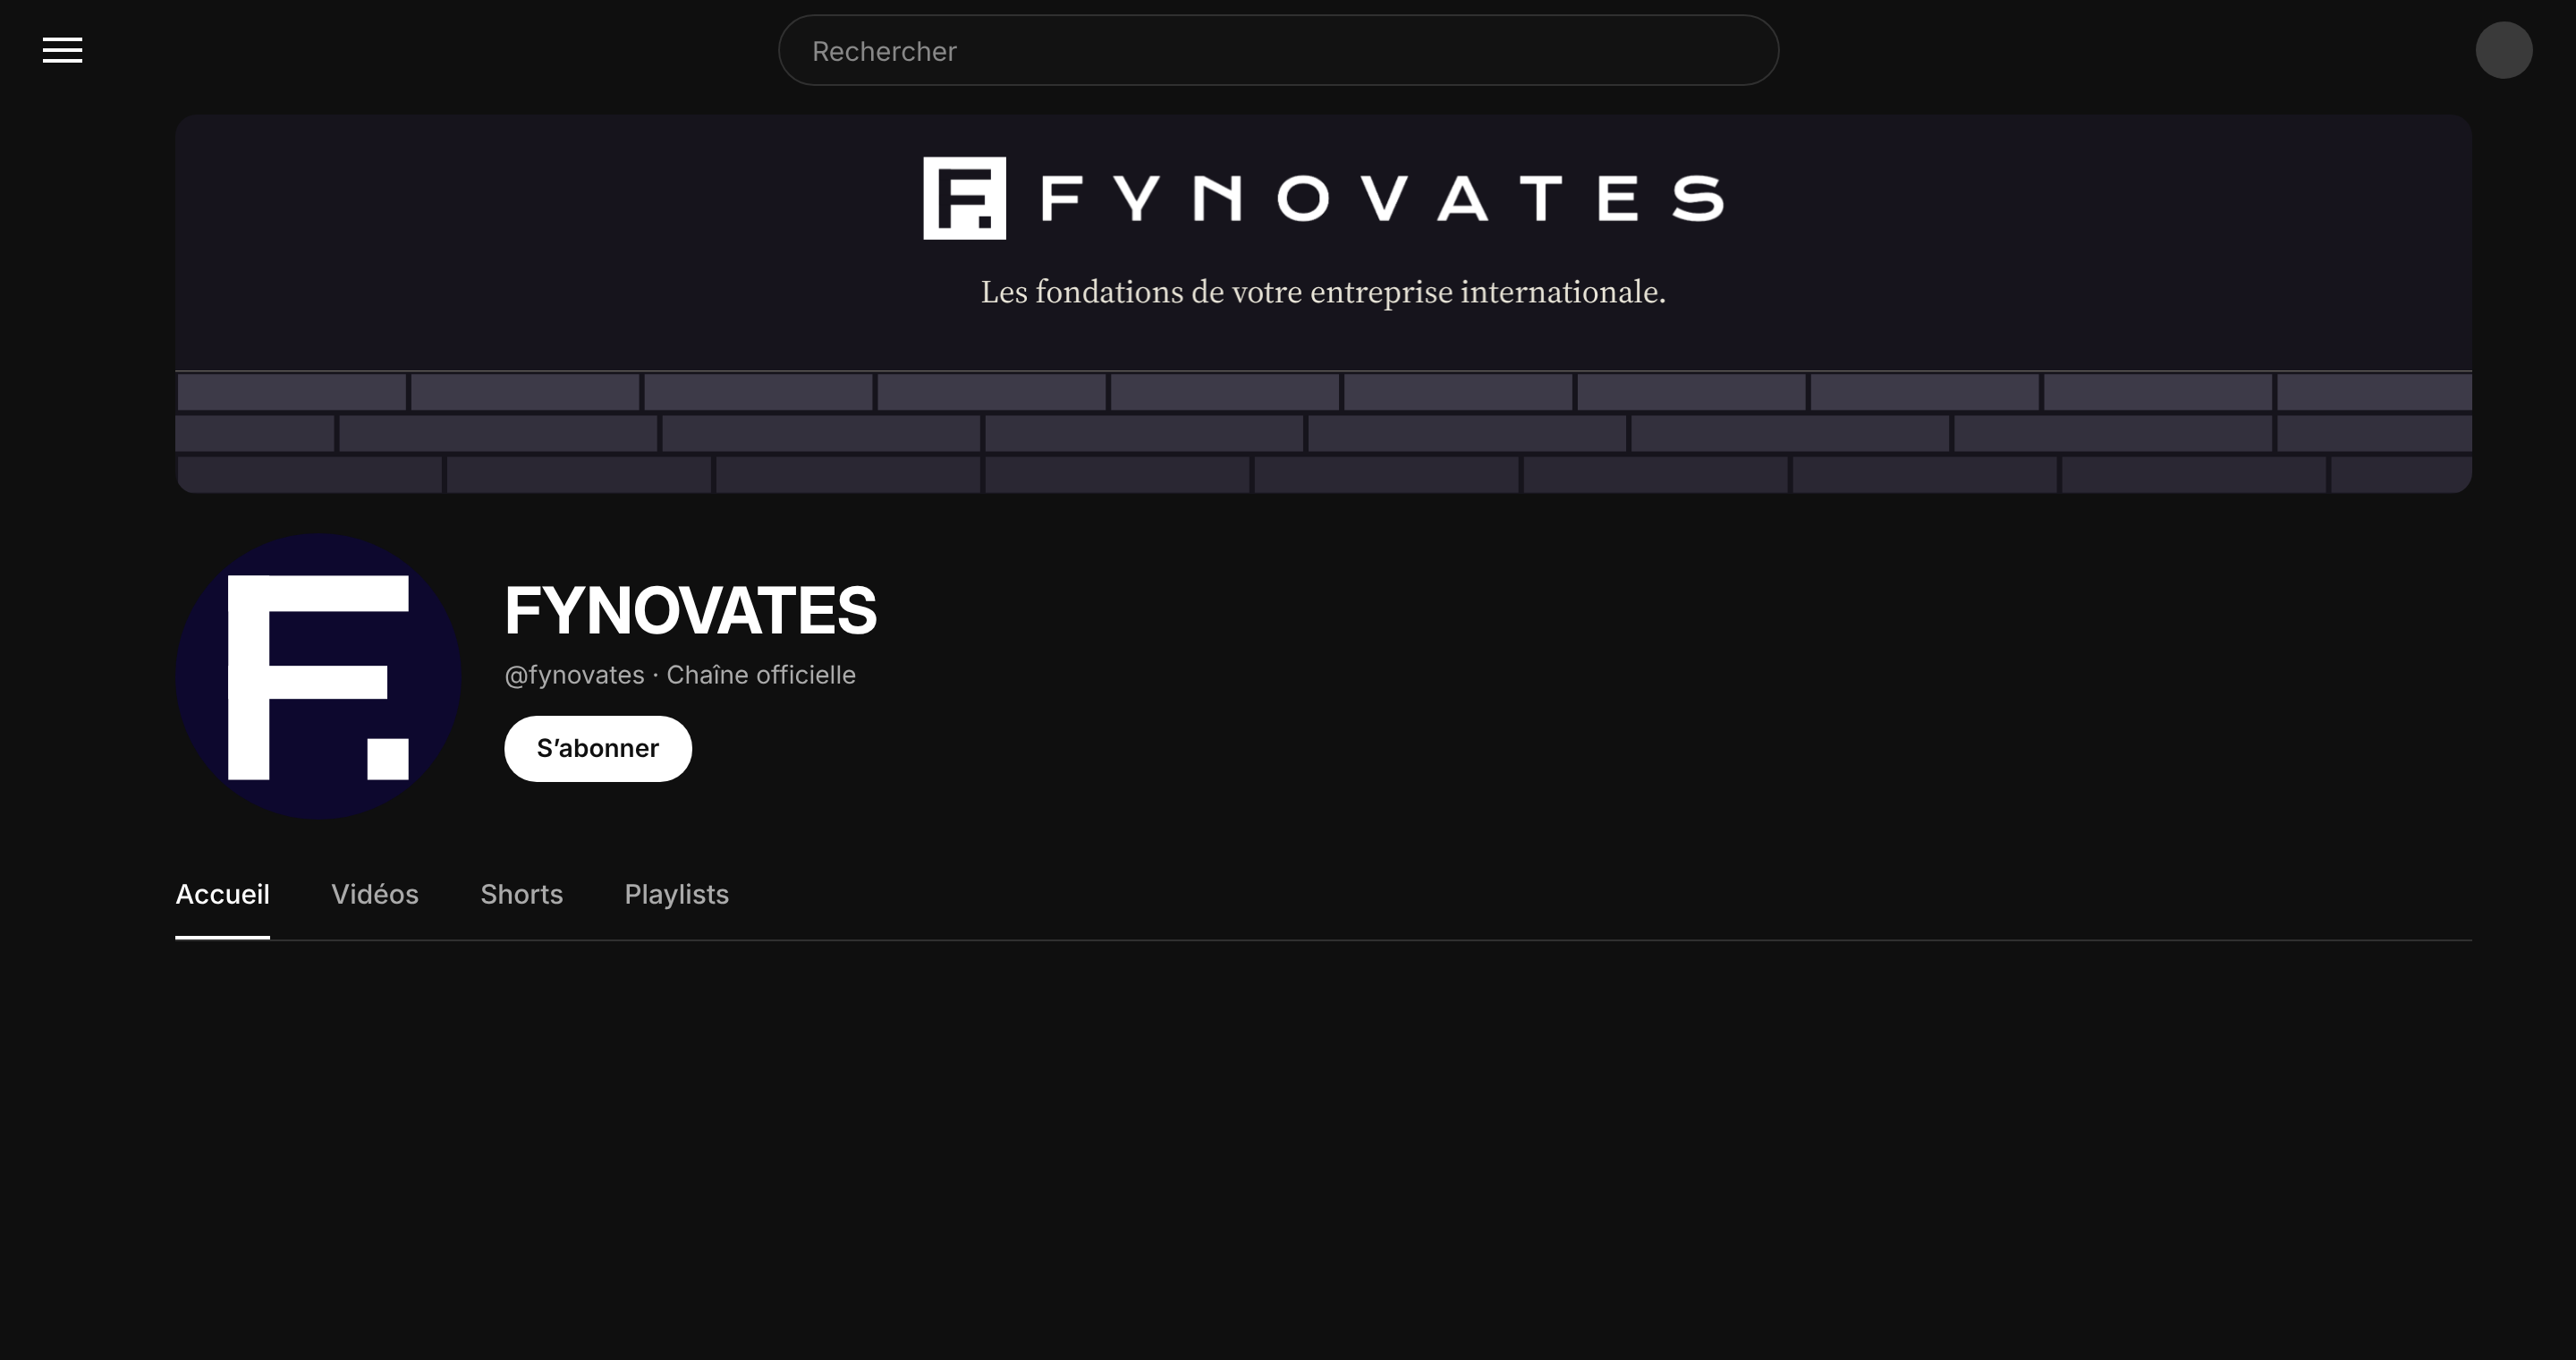 Rechercher
F. FYNOVATES
Les fondations de votre entreprise internationale.
F.
FYNOVATES
@fynovates · Chaîne officielle
S’abonner
Accueil Vidéos Shorts Playlists